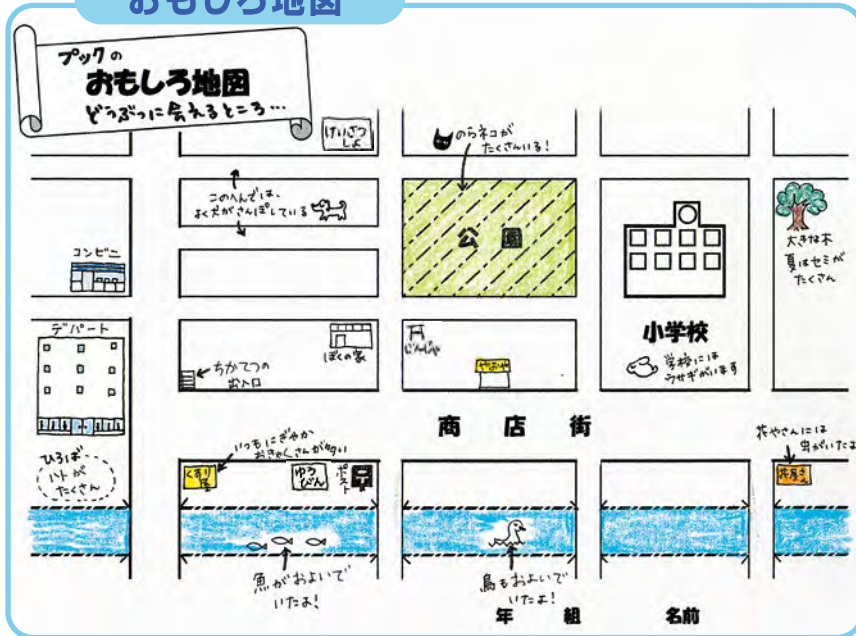 おもしろ地図
プックの
おもしろ地図
どうぶつに会えるところ…
けいさつ
しょ
のらネコが
たくさんいる！
このへんでは、
よく犬がさんぽしている
公園
コンビニ
大きな木
夏はセミが
たくさん
デパート
ぼくの家
じんじゃ
やおや
小学校
学校には
ウサギがいます
ちかてつの
出入口
商店街
いつもにぎやか
おきゃくさんが多い
花やさんには
虫がいたよ
ひろば
ハトが
たくさん
くすり
屋
ゆう
びん
ポスト
花屋さん
魚がおよいで
いたよ！
鳥もおよいで
いたよ！
年　組　名前